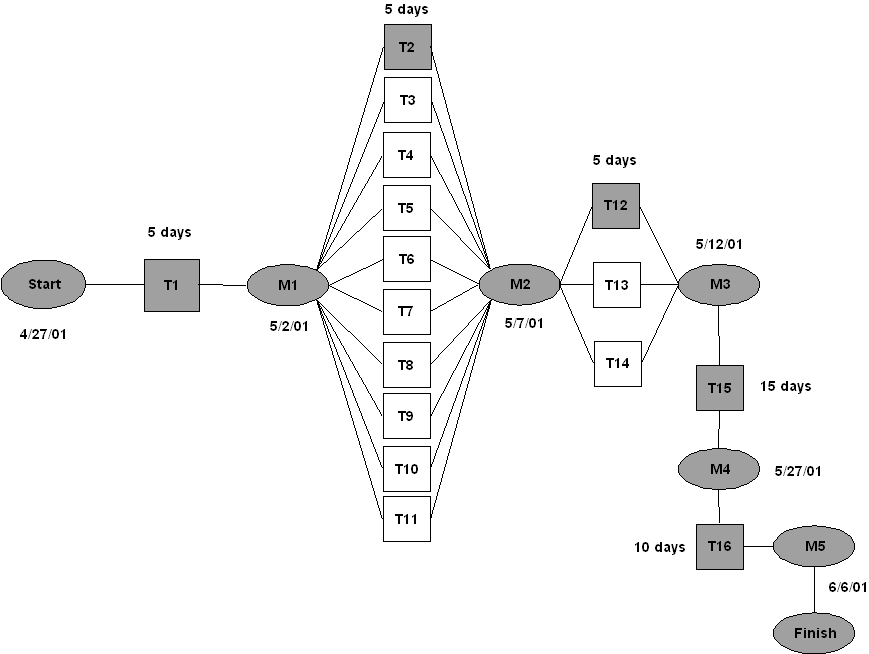 5 days
T2
T3
T4
5 days
T12
T5
5 days
5/12/01
T6
Start
T1
M1
M2
T13
M3
4/27/01
5/2/01
T7
5/7/01
T8
T14
T15
15 days
T9
T10
M4
5/27/01
T11
10 days
T16
M5
6/6/01
Finish